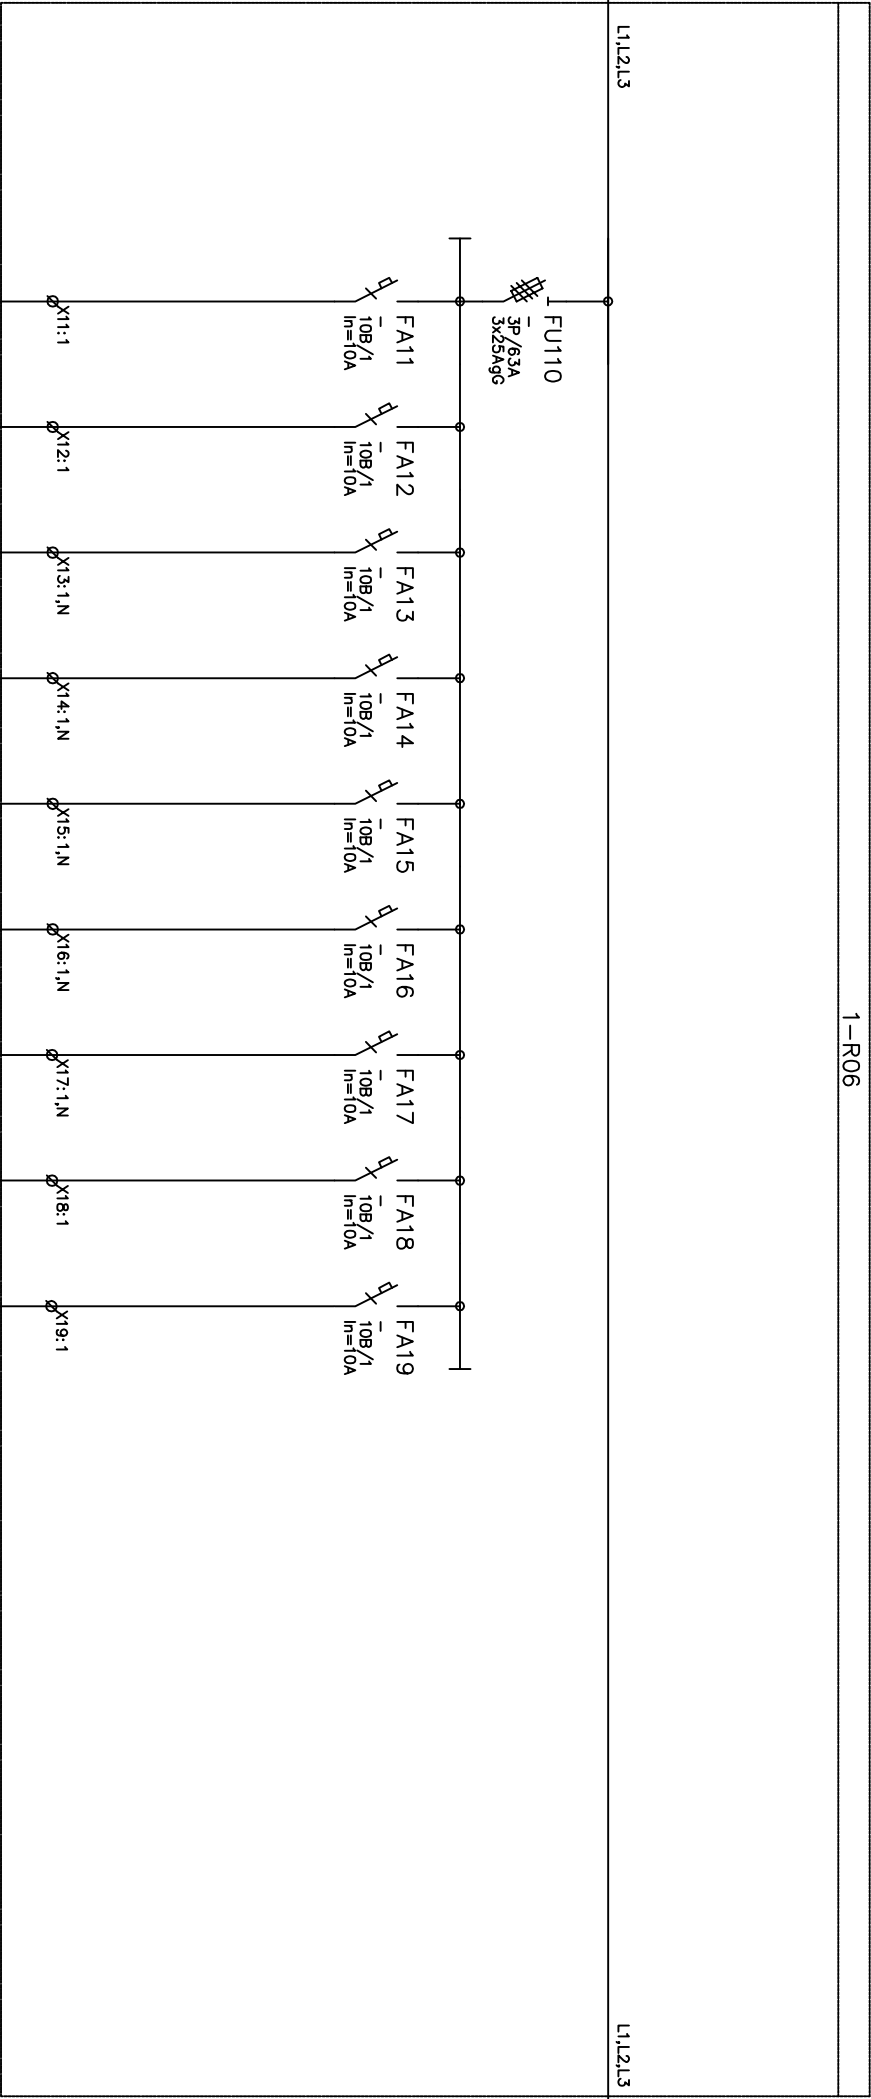 1-R06
L1,L2,L3
L1,L2,L3
FU110
-
3P/63A
3x25AgG
FA11
-
10B/1
In=10A
FA12
-
10B/1
In=10A
FA13
-
10B/1
In=10A
FA14
-
10B/1
In=10A
FA15
-
10B/1
In=10A
FA16
-
10B/1
In=10A
FA17
-
10B/1
In=10A
FA18
-
10B/1
In=10A
FA19
-
10B/1
In=10A
X11:1
X12:1
X13:1,N
X14:1,N
X15:1,N
X16:1,N
X17:1,N
X18:1
X19:1